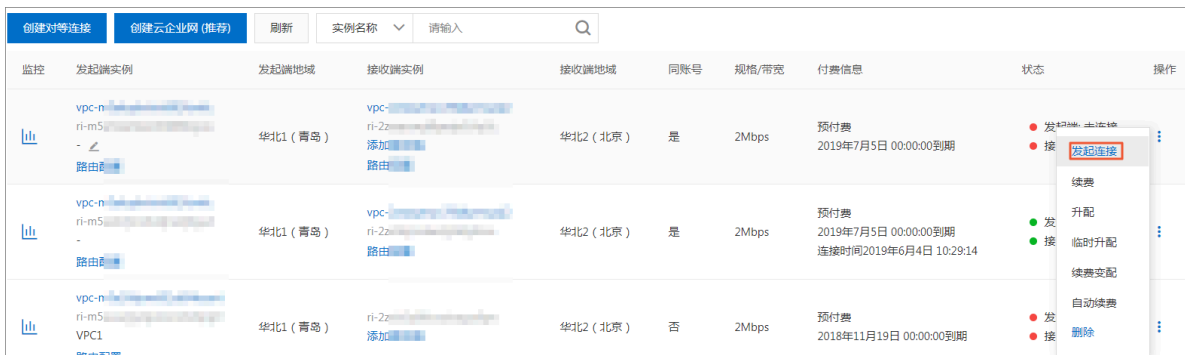 创建对等连接 创建云企业网 (推荐) 刷新 实例名称 请输入
监控 发起端实例 发起端地域 接收端实例 接收端地域 同账号 规格/带宽 付费信息 状态 操作
vpc-m vpc-
ri-m5 ri-2z 预付费 发起端: 未连接
- 华北1（青岛） 添加 华北2（北京） 是 2Mbps 2019年7月5日 00:00:00到期 接
路由配 路由
发起连接
续费
升配
临时升配
续费变配
自动续费
删除
vpc-m vpc- 预付费
ri-m5 ri-2z 华北1（青岛） 华北2（北京） 是 2Mbps 2019年7月5日 00:00:00到期 发
- 路由 连接时间2019年6月4日 10:29:14 接
路由配
vpc-m
ri-m5 ri-2z 预付费 发
VPC1 华北1（青岛） 添加 华北2（北京） 否 2Mbps 2018年11月19日 00:00:00到期 接
路由配置